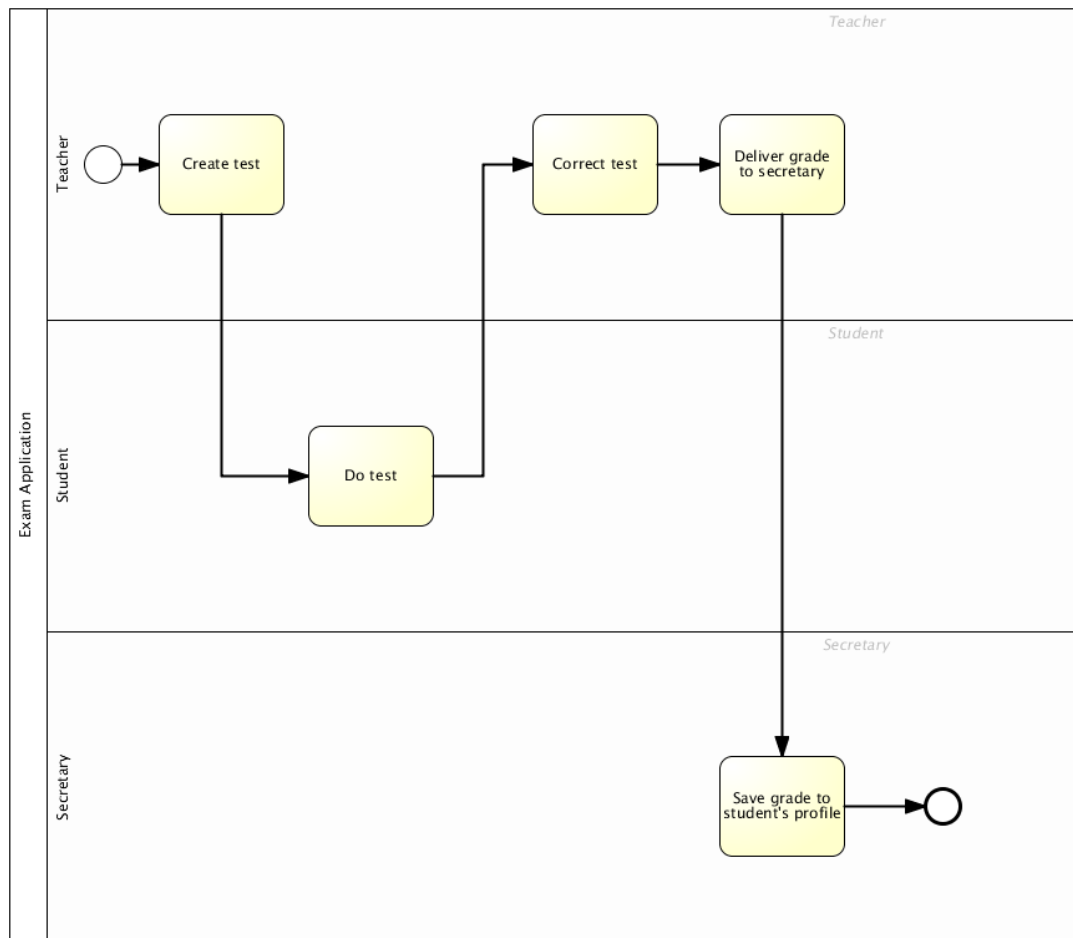 Exam Application
Teacher
Teacher
Create test
Correct test
Deliver grade
to secretary
Student
Student
Do test
Secretary
Secretary
Save grade to
student's profile